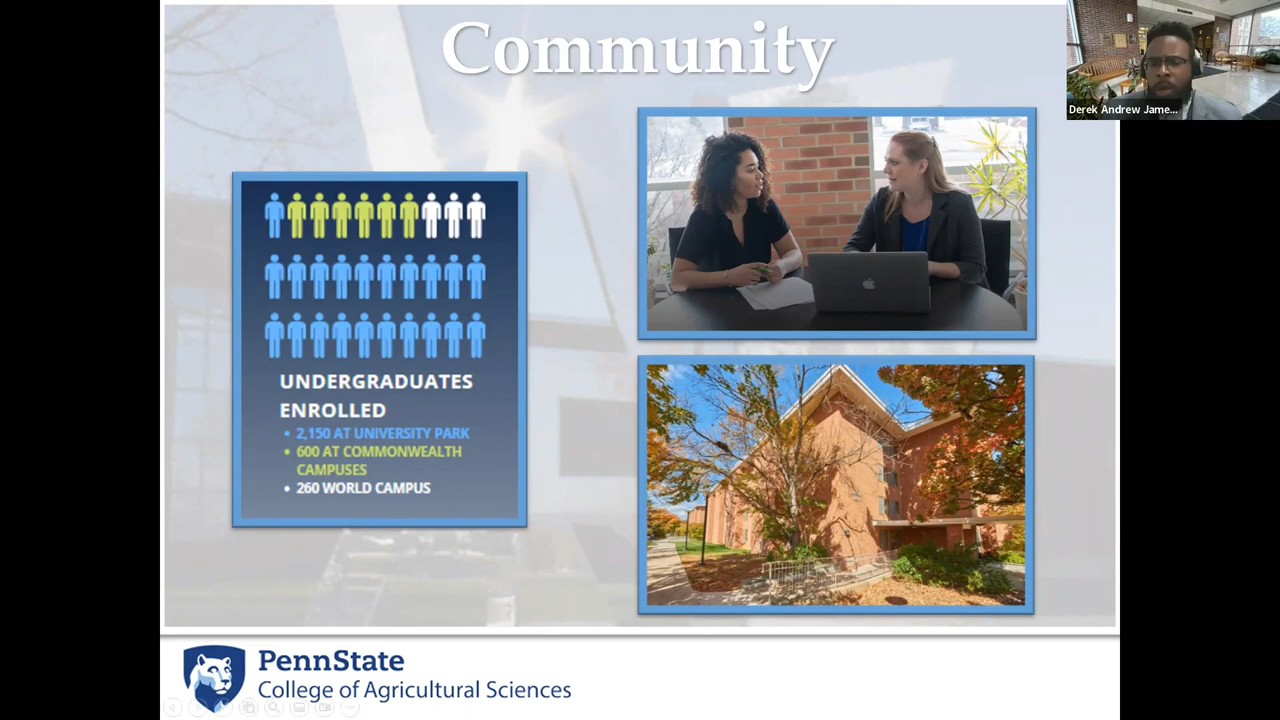 Community
Derek Andrew Jame...
UNDERGRADUATES
ENROLLED
• 2,150 AT UNIVERSITY PARK
• 600 AT COMMONWEALTH
CAMPUSES
• 260 WORLD CAMPUS
PennState
College of Agricultural Sciences